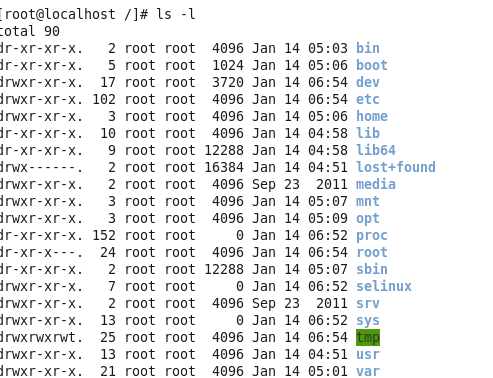 [root@localhost /]# ls -l
total 90
dr-xr-xr-x.   2 root root  4096 Jan 14 05:03 bin
dr-xr-xr-x.   5 root root  1024 Jan 14 05:06 boot
drwxr-xr-x.  17 root root  3720 Jan 14 06:54 dev
drwxr-xr-x. 102 root root  4096 Jan 14 06:54 etc
drwxr-xr-x.   3 root root  4096 Jan 14 05:06 home
dr-xr-xr-x.  10 root root  4096 Jan 14 04:58 lib
dr-xr-xr-x.   9 root root 12288 Jan 14 04:58 lib64
drwx------.   2 root root 16384 Jan 14 04:51 lost+found
drwxr-xr-x.   2 root root  4096 Sep 23  2011 media
drwxr-xr-x.   3 root root  4096 Jan 14 05:07 mnt
drwxr-xr-x.   3 root root  4096 Jan 14 05:09 opt
dr-xr-xr-x. 152 root root     0 Jan 14 06:52 proc
dr-xr-x---.  24 root root  4096 Jan 14 06:54 root
dr-xr-xr-x.   2 root root 12288 Jan 14 05:07 sbin
drwxr-xr-x.   7 root root     0 Jan 14 06:52 selinux
drwxr-xr-x.   2 root root  4096 Sep 23  2011 srv
drwxr-xr-x.  13 root root     0 Jan 14 06:52 sys
drwxrwxrwt.  25 root root  4096 Jan 14 06:54 tmp
drwxr-xr-x.  13 root root  4096 Jan 14 04:51 usr
drwxr-xr-x.  21 root root  4096 Jan 14 05:01 var